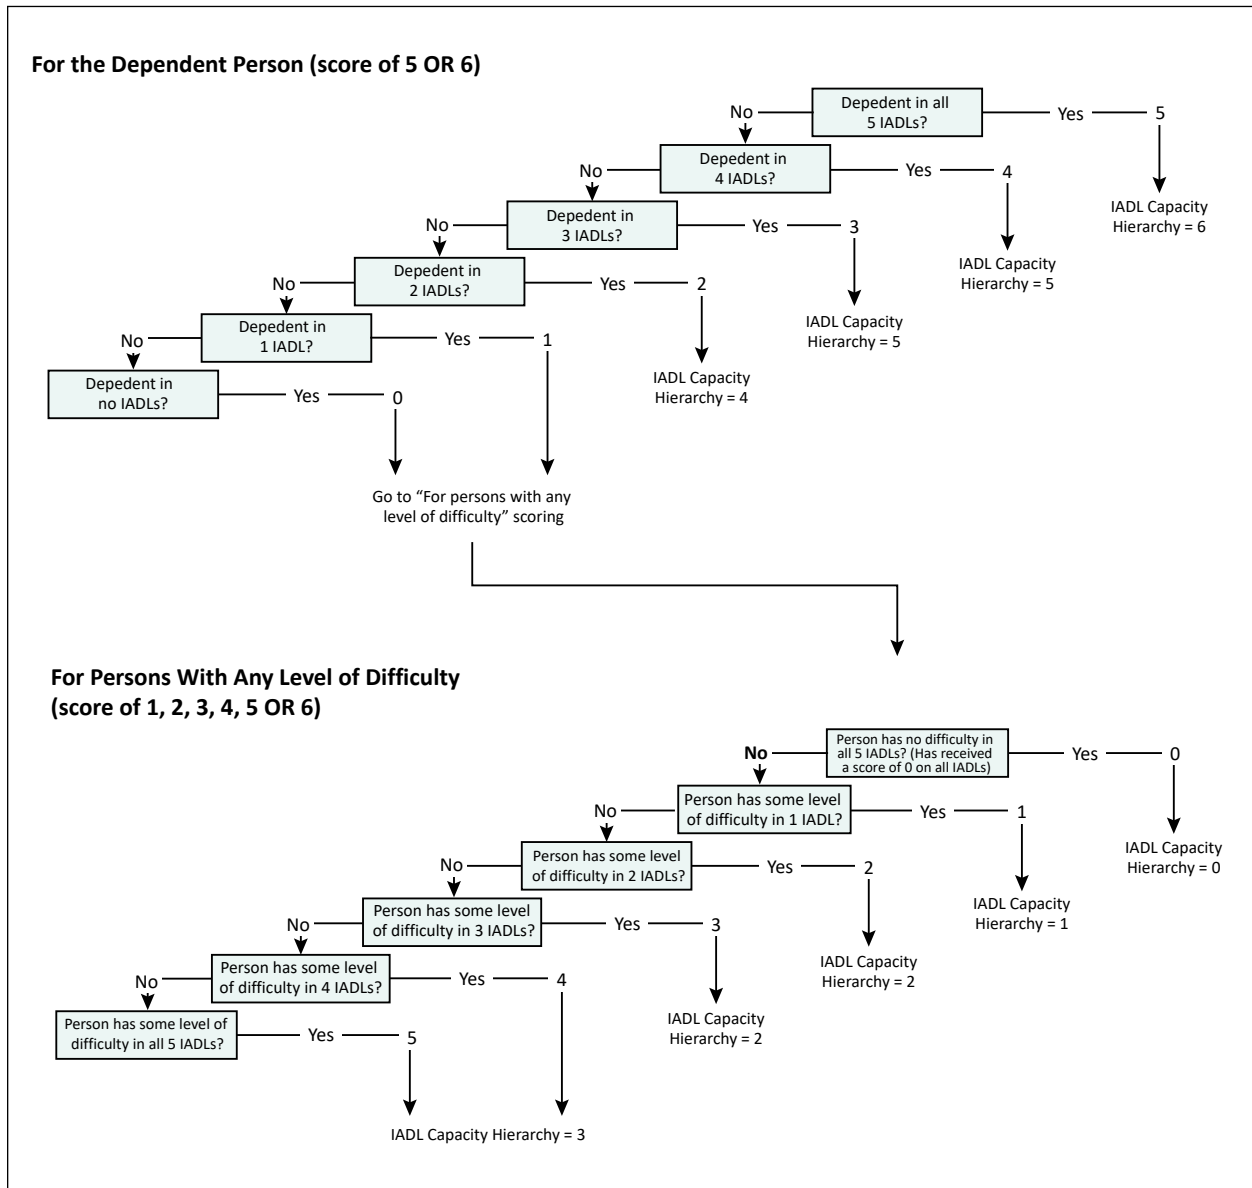 For the Dependent Person (score of 5 OR 6)
Depedent in all
5 IADLs?
No
Yes
5
IADL Capacity
Hierarchy = 6
Depedent in
4 IADLs?
No
Yes
4
IADL Capacity
Hierarchy = 5
Depedent in
3 IADLs?
No
Yes
3
IADL Capacity
Hierarchy = 5
Depedent in
2 IADLs?
No
Yes
2
IADL Capacity
Hierarchy = 4
Depedent in
1 IADL?
No
Yes
1
Depedent in
no IADLs?
Yes
0
Go to “For persons with any
level of difficulty” scoring
For Persons With Any Level of Difficulty
(score of 1, 2, 3, 4, 5 OR 6)
Person has no difficulty in
all 5 IADLs? (Has received
a score of 0 on all IADLs)
No
Yes
0
IADL Capacity
Hierarchy = 0
Person has some level
of difficulty in 1 IADL?
No
Yes
1
IADL Capacity
Hierarchy = 1
Person has some level
of difficulty in 2 IADLs?
No
Yes
2
IADL Capacity
Hierarchy = 2
Person has some level
of difficulty in 3 IADLs?
No
Yes
3
IADL Capacity
Hierarchy = 2
Person has some level
of difficulty in 4 IADLs?
No
Yes
4
Person has some level of
difficulty in all 5 IADLs?
Yes
5
IADL Capacity Hierarchy = 3